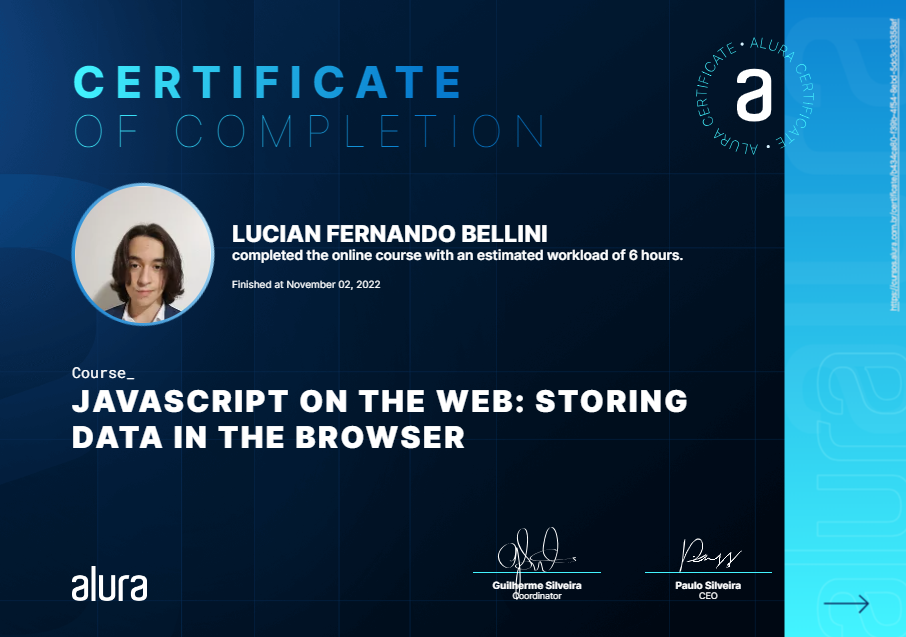 CERTIFICATE
OF COMPLETION
ALURA CERTIFICATE • ALURA CERTIFICATE •
a
LUCIAN FERNANDO BELLINI
completed the online course with an estimated workload of 6 hours.
Finished at November 02, 2022
Course_
JAVASCRIPT ON THE WEB: STORING
DATA IN THE BROWSER
alura
Guilherme Silveira
Coordinator
Paulo Silveira
CEO
alura